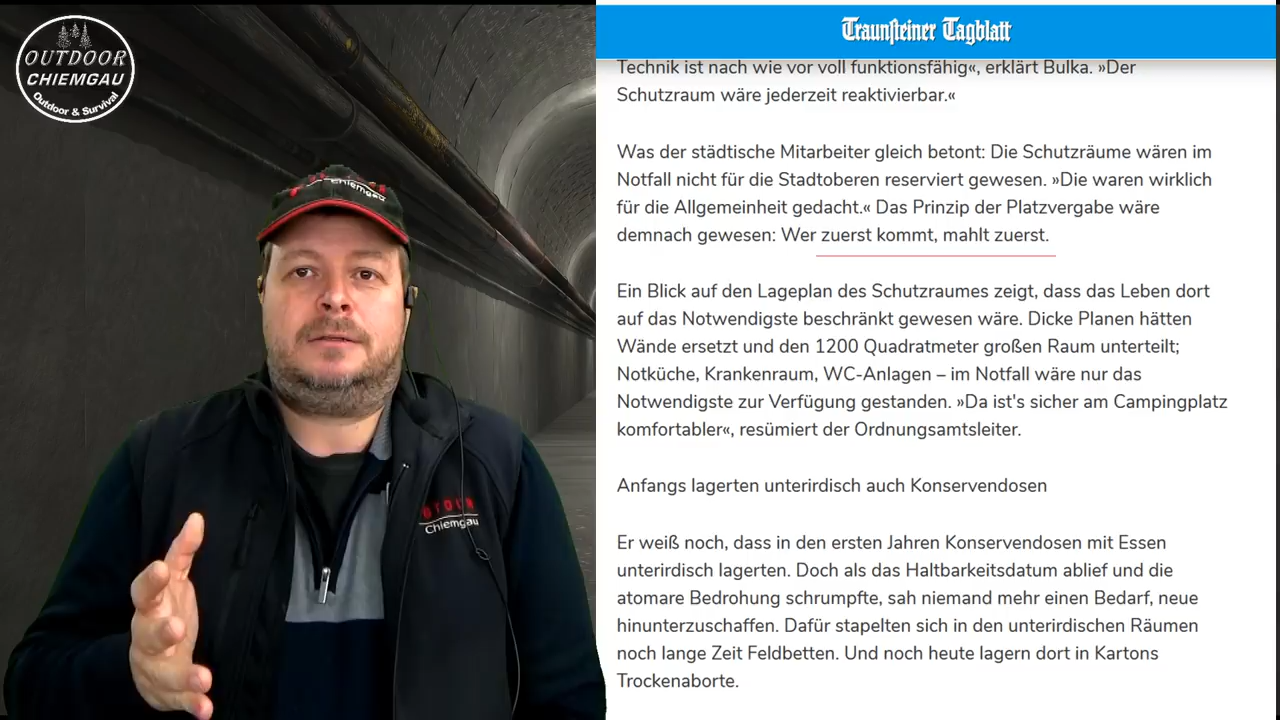 OUTDOOR
CHIEMGAU
Outdoor & Survival
Chiemgau
Chiemgau
Traunsteiner Tagblatt
Technik ist nach wie vor voll funktionsfähig«, erklärt Bulka. »Der
Schutzraum wäre jederzeit reaktivierbar.«
Was der städtische Mitarbeiter gleich betont: Die Schutzräume wären im
Notfall nicht für die Stadtoberen reserviert gewesen. »Die waren wirklich
für die Allgemeinheit gedacht.« Das Prinzip der Platzvergabe wäre
demnach gewesen: Wer zuerst kommt, mahlt zuerst.
Ein Blick auf den Lageplan des Schutzraumes zeigt, dass das Leben dort
auf das Notwendigste beschränkt gewesen wäre. Dicke Planen hätten
Wände ersetzt und den 1200 Quadratmeter großen Raum unterteilt;
Notküche, Krankenraum, WC-Anlagen – im Notfall wäre nur das
Notwendigste zur Verfügung gestanden. »Da ist's sicher am Campingplatz
komfortabler«, resümiert der Ordnungsamtsleiter.
Anfangs lagerten unterirdisch auch Konservendosen
Er weiß noch, dass in den ersten Jahren Konservendosen mit Essen
unterirdisch lagerten. Doch als das Haltbarkeitsdatum ablief und die
atomare Bedrohung schrumpfte, sah niemand mehr einen Bedarf, neue
hinunterzuschaffen. Dafür stapelten sich in den unterirdischen Räumen
noch lange Zeit Feldbetten. Und noch heute lagern dort in Kartons
Trockenaborte.